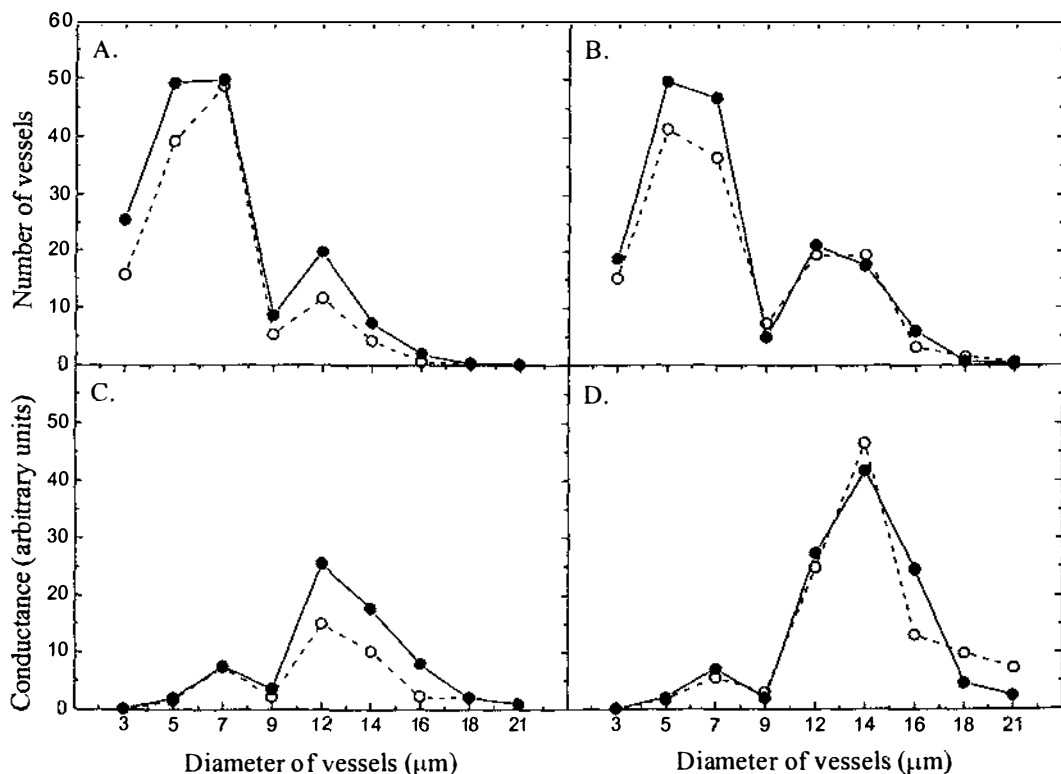 A.
B.
Number of vessels
60
50
40
30
20
10
0
C.
D.
Conductance (arbitrary units)
50
40
30
20
10
0
3 5 7 9 12 14 16 18 21
3 5 7 9 12 14 16 18 21
Diameter of vessels (μm)
Diameter of vessels (μm)